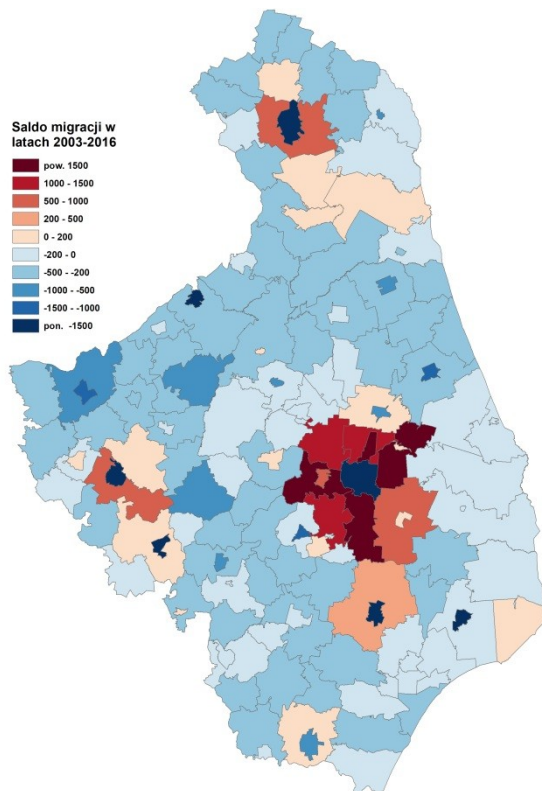 Saldo migracji w
latach 2003-2016
pow. 1500
1000 - 1500
500 - 1000
200 - 500
0 - 200
-200 - 0
-500 - -200
-1000 - -500
-1500 - -1000
pon. -1500